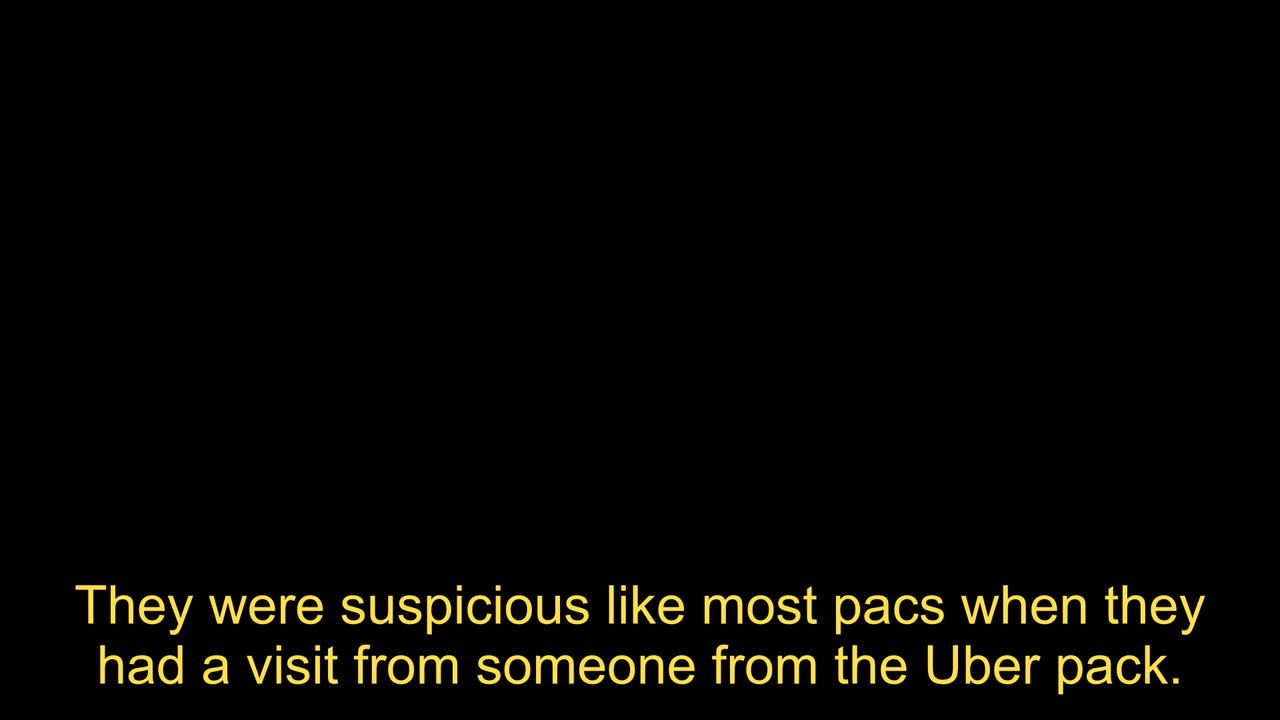 They were suspicious like most pacs when they
had a visit from someone from the Uber pack.